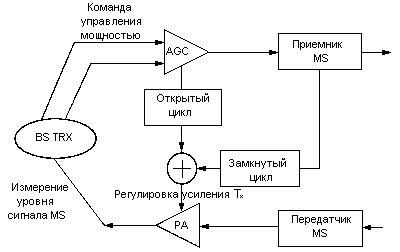 Команда
управления
мощностью
AGC
Приемник
MS
Открытый
цикл
BS TRX
Замкнутый
цикл
Измерение
уровня
сигнала MS
Регулировка усиления Tx
PA
Передатчик
MS